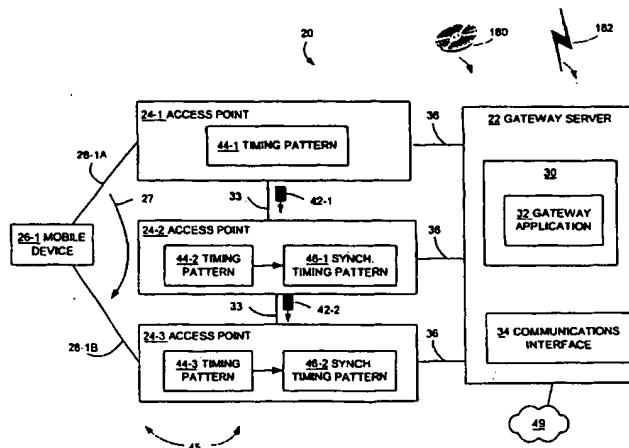 20
180
182
24-1 ACCESS POINT
44-1 TIMING PATTERN
36
22 GATEWAY SERVER
28-1A
27
33
42-1
30
32 GATEWAY APPLICATION
26-1 MOBILE DEVICE
24-2 ACCESS POINT
44-2 TIMING PATTERN
46-1 SYNCH. TIMING PATTERN
36
33
42-2
28-1B
24-3 ACCESS POINT
44-3 TIMING PATTERN
46-2 SYNCH TIMING PATTERN
36
34 COMMUNICATIONS INTERFACE
45
49